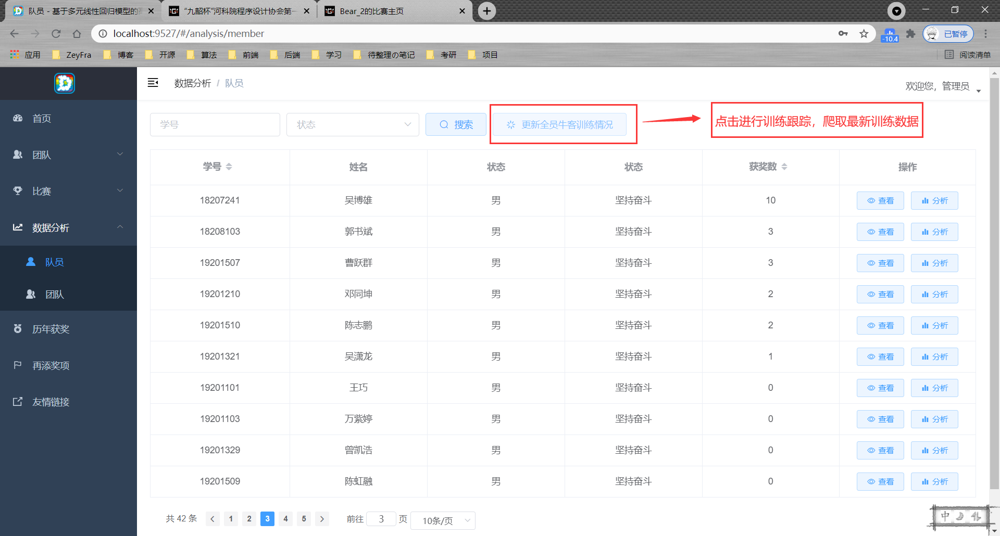 队员 - 基于多元线性回归模型的
“九韶杯”河科院程序设计协会第一
Bear_2的比赛主页
localhost:9527/#/analysis/member
-10.4
已暂停
应用 ZeyFra 博客 开源 算法 前端 后端 学习 待整理の笔记 考研 项目
阅读清单
数据分析 / 队员
欢迎您，管理员
首页
团队
比赛
数据分析
队员
团队
历年获奖
再添奖项
友情链接
学号 状态 搜索 更新全员牛客训练情况
点击进行训练跟踪，爬取最新训练数据
学号 姓名 状态 状态 获奖数 操作
18207241 吴博雄 男 坚持奋斗 10 查看 分析
18208103 郭书斌 男 坚持奋斗 3 查看 分析
19201507 曹跃群 男 坚持奋斗 3 查看 分析
19201210 邓同坤 男 坚持奋斗 2 查看 分析
19201510 陈志鹏 男 坚持奋斗 2 查看 分析
19201321 吴潇龙 男 坚持奋斗 1 查看 分析
19201101 王巧 男 坚持奋斗 0 查看 分析
19201103 万紫婷 男 坚持奋斗 0 查看 分析
19201329 曾凯浩 男 坚持奋斗 0 查看 分析
19201509 陈虹融 男 坚持奋斗 0 查看 分析
共 42 条 1 2 3 4 5 前往 3 页 10条/页
中